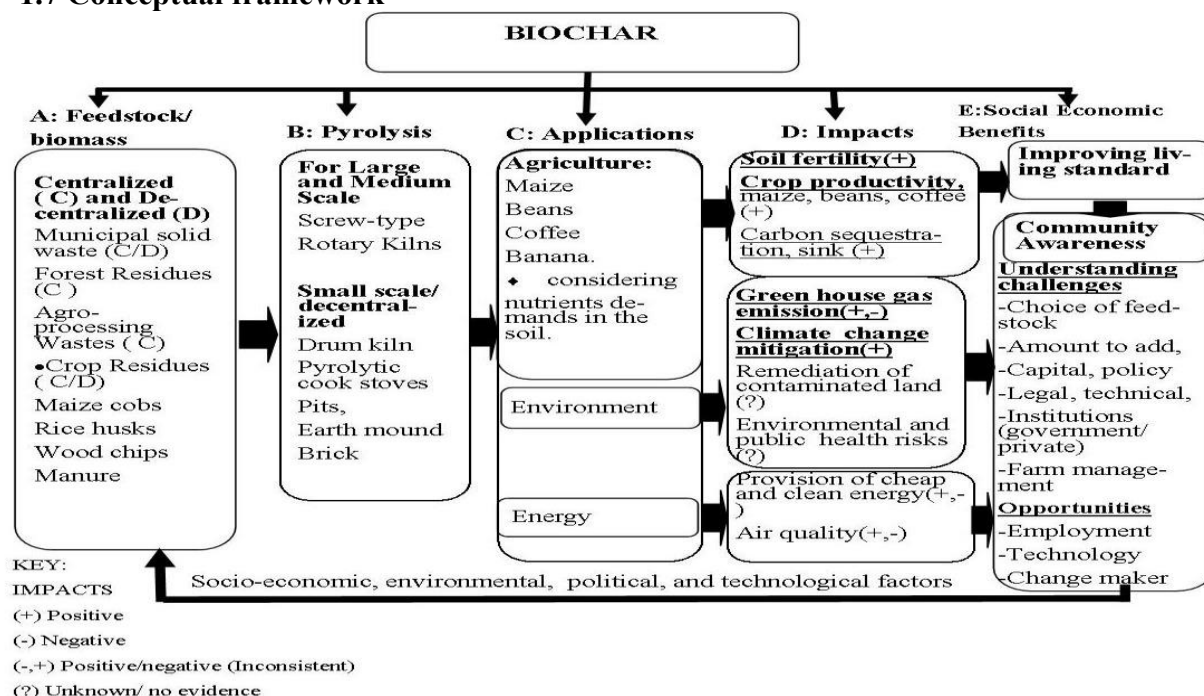 1.7 Conceptual framework
BIOCHAR
A: Feedstock/
biomass
Centralized
( C) and De-
centralized (D)
Municipal solid
waste (C/D)
Forest Residues
(C )
Agro-
processing
Wastes ( C)
•Crop Residues
( C/D)
Maize cobs
Rice husks
Wood chips
Manure
B: Pyrolysis
For Large
and Medium
Scale
Screw-type
Rotary Kilns
Small scale/
decentral-
ized
Drum kiln
Pyrolytic
cook stoves
Pits,
Earth mound
Brick
C: Applications
Agriculture:
Maize
Beans
Coffee
Banana.
♦ considering
nutrients de-
mands in the
soil.
Environment
Energy
D: Impacts
Soil fertility(+)
Crop productivity,
maize, beans, coffee
(+)
Carbon sequestra-
tion, sink (+)
Green house gas
emission(+,-)
Climate change
mitigation(+)
Remediation of
contaminated land
(?)
Environmental and
public health risks
(?)
Provision of cheap
and clean energy(+,-
)
Air quality(+,-)
E:Social Economic
Benefits
Improving liv-
ing standard
Community
Awareness
Understanding
challenges
-Choice of feed-
stock
-Amount to add,
-Capital, policy
-Legal, technical,
-Institutions
(government/
private)
-Farm manage-
ment
Opportunities
-Employment
-Technology
-Change maker
Socio-economic, environmental, political, and technological factors
KEY:
IMPACTS
(+) Positive
(-) Negative
(-,+) Positive/negative (Inconsistent)
(?) Unknown/ no evidence